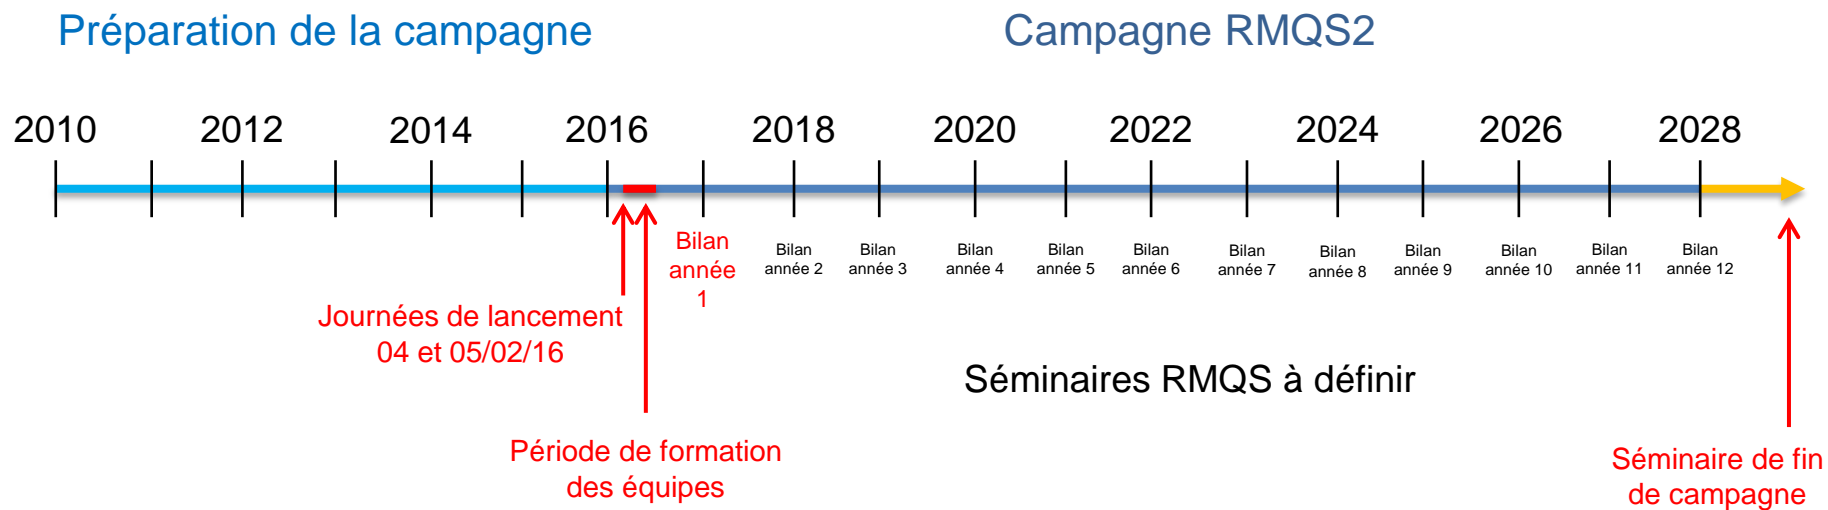 Préparation de la campagne
Campagne RMQS2
2010
2012
2014
2016
2018
2020
2022
2024
2026
2028
Bilan
année
1
Bilan
année 2
Bilan
année 3
Bilan
année 4
Bilan
année 5
Bilan
année 6
Bilan
année 7
Bilan
année 8
Bilan
année 9
Bilan
année 10
Bilan
année 11
Bilan
année 12
Journées de lancement
04 et 05/02/16
Séminaires RMQS à définir
Période de formation
des équipes
Séminaire de fin
de campagne